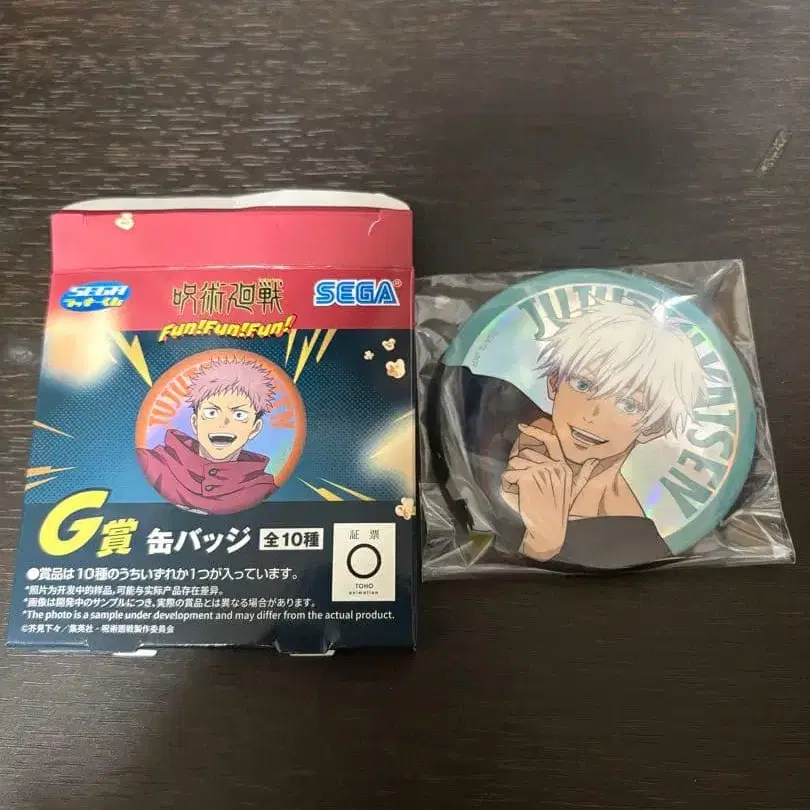 SEGA
ラッキーくじ
呪術廻戦
SEGA®
Fun!Fun!Fun!
JUJU
G賞 缶バッジ 全10種
証票
TOHO
animation
●賞品は10種のうちいずれか1つが入っています。
*照片为开发中的样品,可能与实际产品存在差异。
*画像は開発中のサンプルにつき、実際の賞品とは異なる場合があります。
*The photo is a sample under development and may differ from the actual product.
©芥見下々/集英社・呪術廻戦製作委員会